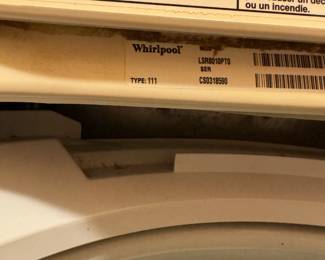 ou un incendie.
Whirlpool
LSR8010PT0
SER
TYPE: 111 CS0318590